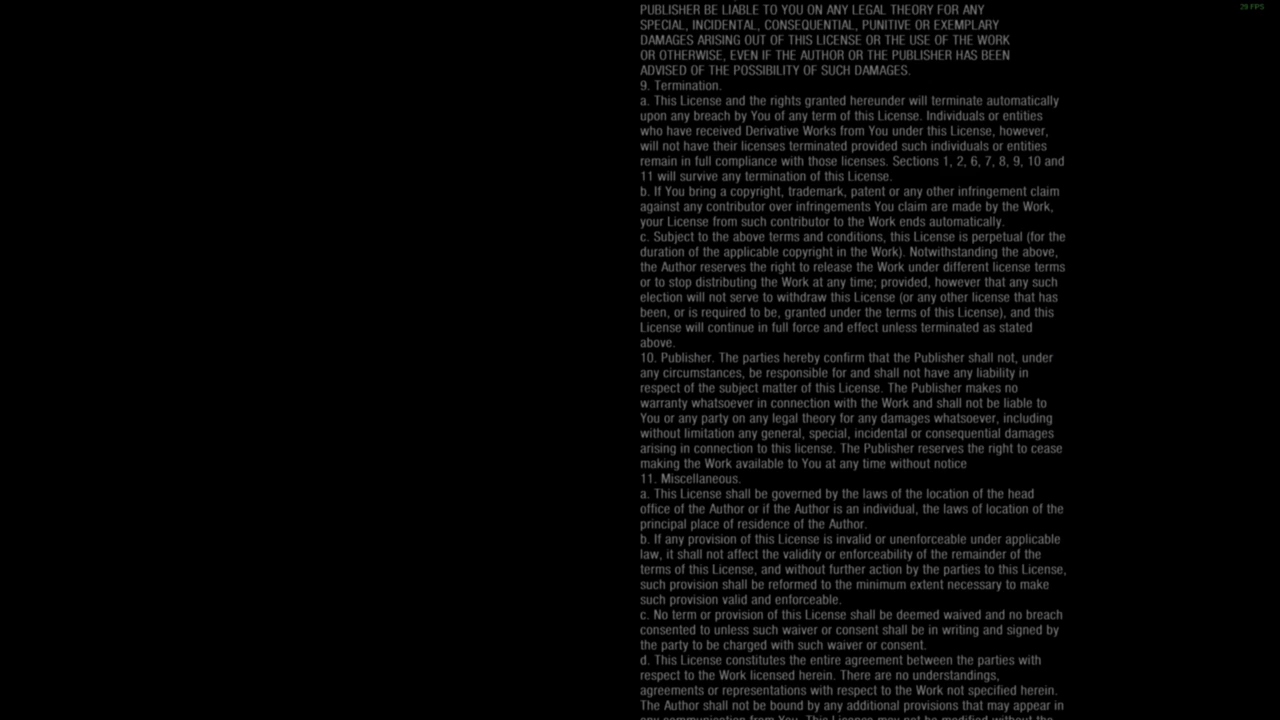 29 FPS
PUBLISHER BE LIABLE TO YOU ON ANY LEGAL THEORY FOR ANY
SPECIAL, INCIDENTAL, CONSEQUENTIAL, PUNITIVE OR EXEMPLARY
DAMAGES ARISING OUT OF THIS LICENSE OR THE USE OF THE WORK
OR OTHERWISE, EVEN IF THE AUTHOR OR THE PUBLISHER HAS BEEN
ADVISED OF THE POSSIBILITY OF SUCH DAMAGES.
9. Termination.
a. This License and the rights granted hereunder will terminate automatically
upon any breach by You of any term of this License. Individuals or entities
who have received Derivative Works from You under this License, however,
will not have their licenses terminated provided such individuals or entities
remain in full compliance with those licenses. Sections 1, 2, 6, 7, 8, 9, 10 and
11 will survive any termination of this License.
b. If You bring a copyright, trademark, patent or any other infringement claim
against any contributor over infringements You claim are made by the Work,
your License from such contributor to the Work ends automatically.
c. Subject to the above terms and conditions, this License is perpetual (for the
duration of the applicable copyright in the Work). Notwithstanding the above,
the Author reserves the right to release the Work under different license terms
or to stop distributing the Work at any time; provided, however that any such
election will not serve to withdraw this License (or any other license that has
been, or is required to be, granted under the terms of this License), and this
License will continue in full force and effect unless terminated as stated
above.
10. Publisher. The parties hereby confirm that the Publisher shall not, under
any circumstances, be responsible for and shall not have any liability in
respect of the subject matter of this License. The Publisher makes no
warranty whatsoever in connection with the Work and shall not be liable to
You or any party on any legal theory for any damages whatsoever, including
without limitation any general, special, incidental or consequential damages
arising in connection to this license. The Publisher reserves the right to cease
making the Work available to You at any time without notice
11. Miscellaneous.
a. This License shall be governed by the laws of the location of the head
office of the Author or if the Author is an individual, the laws of location of the
principal place of residence of the Author.
b. If any provision of this License is invalid or unenforceable under applicable
law, it shall not affect the validity or enforceability of the remainder of the
terms of this License, and without further action by the parties to this License,
such provision shall be reformed to the minimum extent necessary to make
such provision valid and enforceable.
c. No term or provision of this License shall be deemed waived and no breach
consented to unless such waiver or consent shall be in writing and signed by
the party to be charged with such waiver or consent.
d. This License constitutes the entire agreement between the parties with
respect to the Work licensed herein. There are no understandings,
agreements or representations with respect to the Work not specified herein.
The Author shall not be bound by any additional provisions that may appear in
any communication from You. This License may not be modified without the